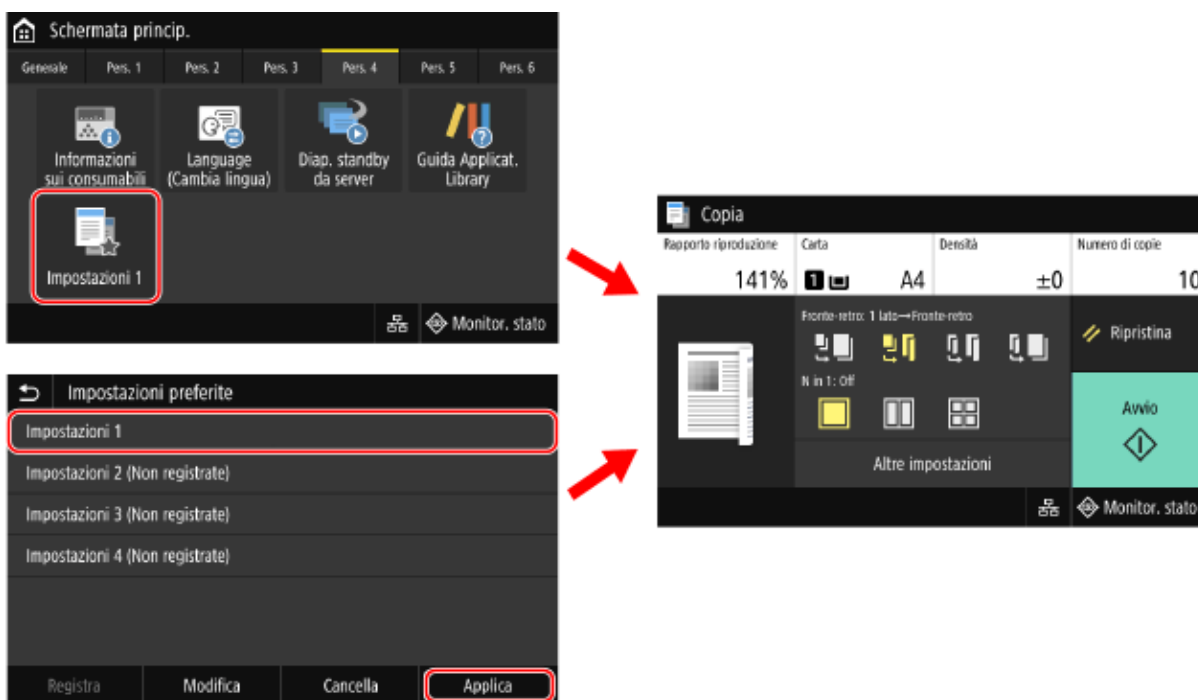 Schermata princip.
Generale Pers. 1 Pers. 2 Pers. 3 Pers. 4 Pers. 5 Pers. 6
Informazioni
sui consumabili
Language
(Cambia lingua)
Diap. standby
da server
Guida Applicat.
Library
Impostazioni 1
Monitor. stato
Impostazioni preferite
Impostazioni 1
Impostazioni 2 (Non registrate)
Impostazioni 3 (Non registrate)
Impostazioni 4 (Non registrate)
Registra Modifica Cancella Applica
Copia
Rapporto riproduzione Carta Densità Numero di copie
141% 1 A4 ±0 10
Fronte-retro: 1 lato→Fronte-retro
Ripristina
N in 1: Off
Avvio
Altre impostazioni
Monitor. stato